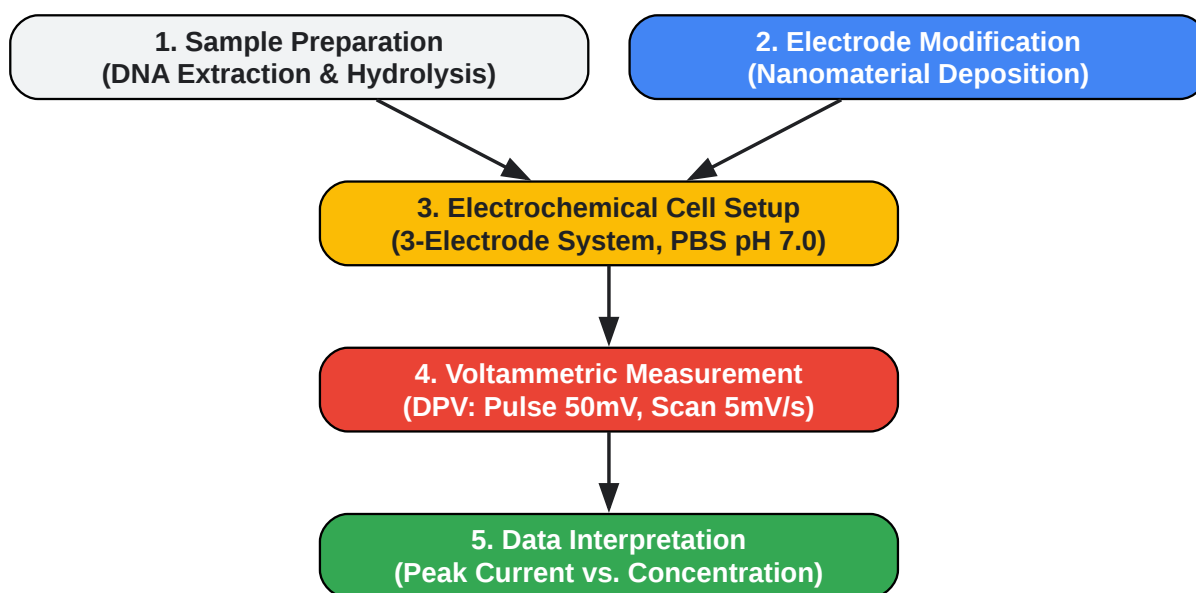 1. Sample Preparation
(DNA Extraction & Hydrolysis)
2. Electrode Modification
(Nanomaterial Deposition)
3. Electrochemical Cell Setup
(3-Electrode System, PBS pH 7.0)
4. Voltammetric Measurement
(DPV: Pulse 50mV, Scan 5mV/s)
5. Data Interpretation
(Peak Current vs. Concentration)